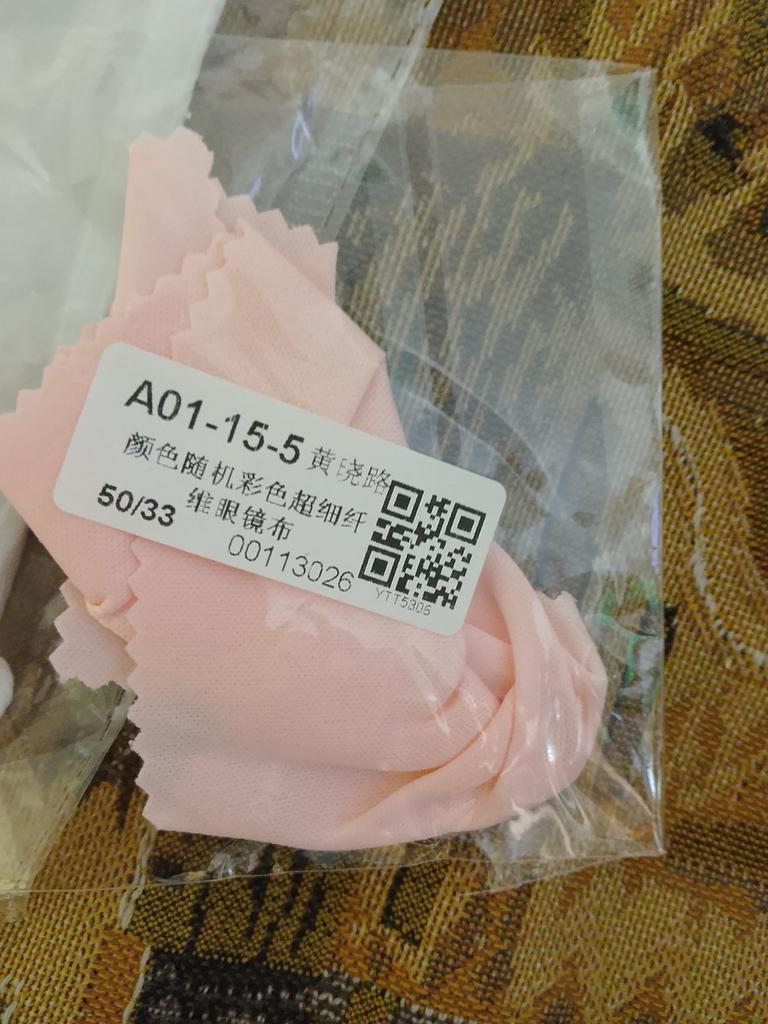 A01-15-5 黄晓路
颜色随机彩色超细纤
维眼镜布
50/33
00113026
YTT5306